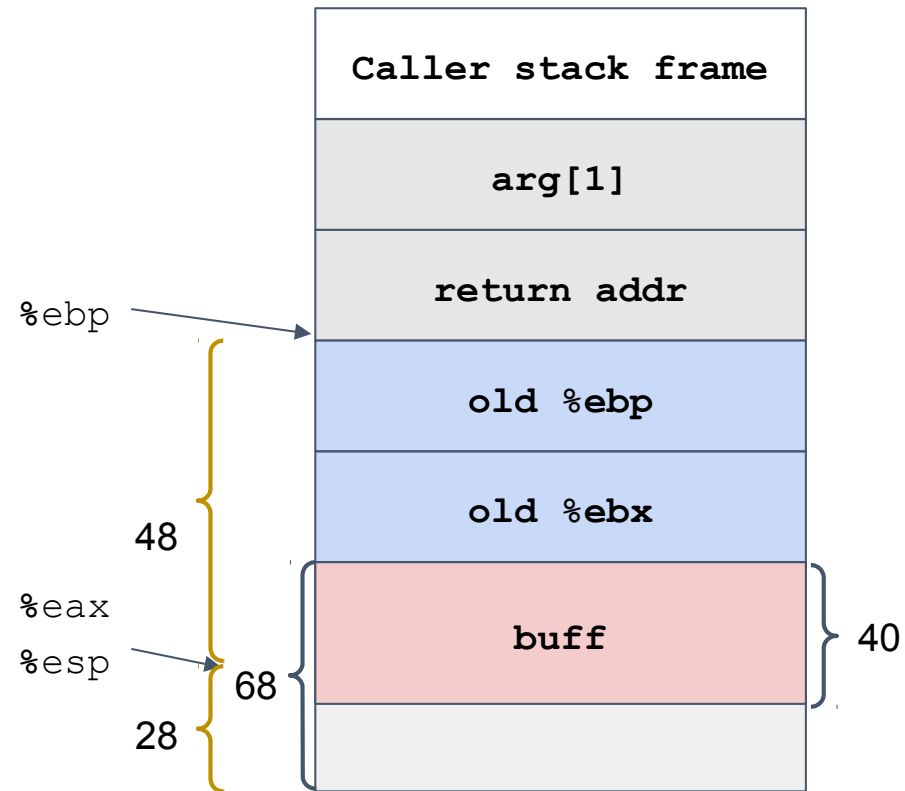 Caller stack frame
arg[1]
return addr
%ebp
old %ebp
old %ebx
48
%eax
buff
40
%esp
68
28